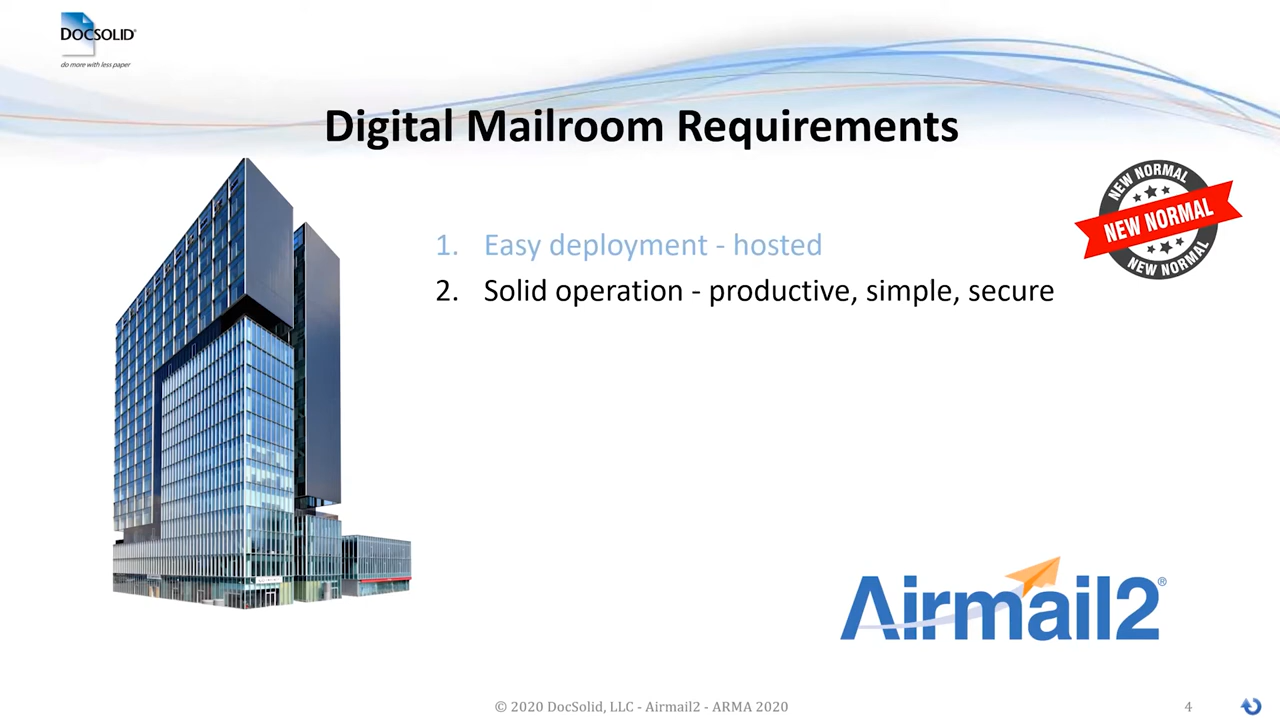 DOCSOLID®
do more with less paper
Digital Mailroom Requirements
NEW NORMAL
NEW NORMAL
NEW NORMAL
1. Easy deployment - hosted
2. Solid operation - productive, simple, secure
Airmail2®
© 2020 DocSolid, LLC - Airmail2 - ARMA 2020
4